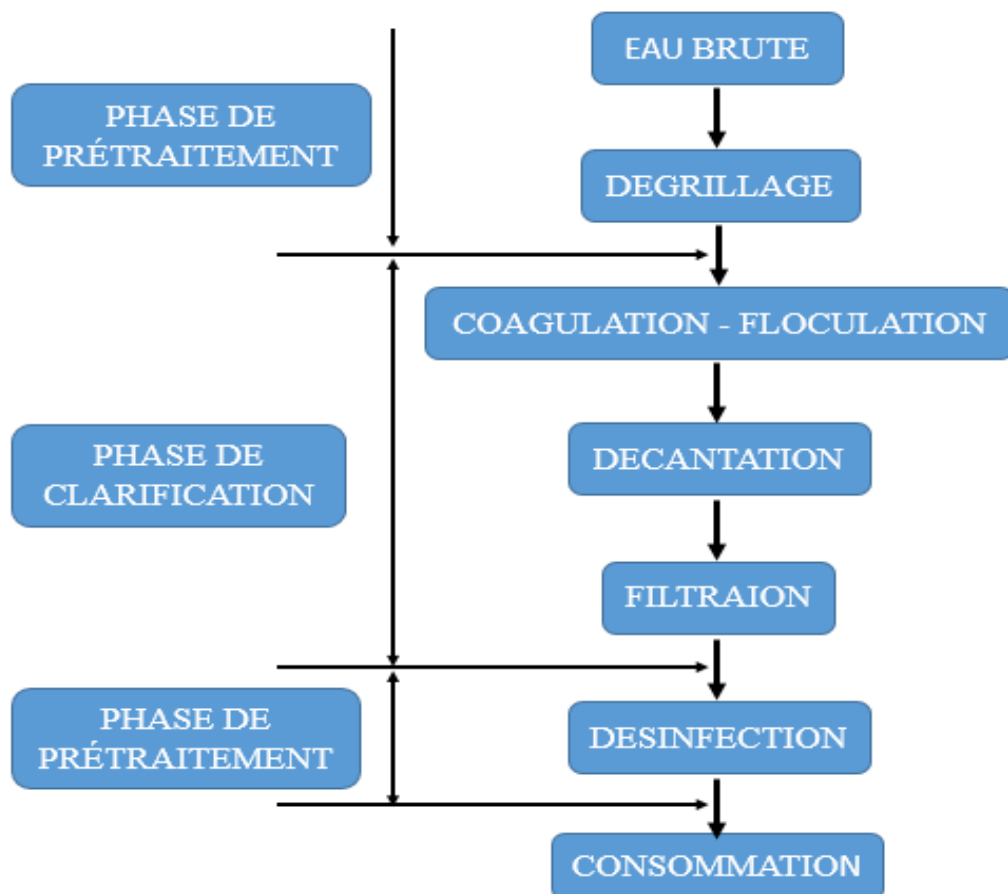 EAU BRUTE
PHASE DE
PRÉTRAITEMENT
DEGRILLAGE
COAGULATION - FLOCULATION
PHASE DE
CLARIFICATION
DECANTATION
FILTRAION
PHASE DE
PRÉTRAITEMENT
DESINFECTION
CONSOMMATION